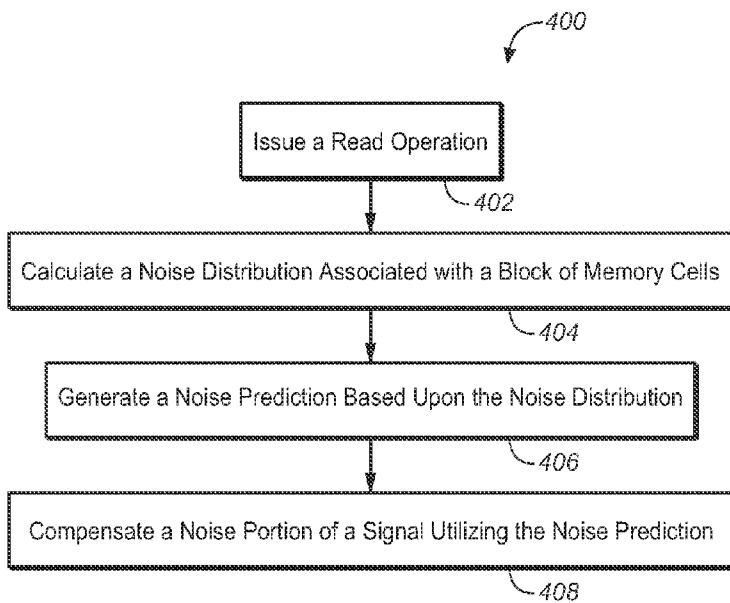 400
Issue a Read Operation
402
Calculate a Noise Distribution Associated with a Block of Memory Cells
404
Generate a Noise Prediction Based Upon the Noise Distribution
406
Compensate a Noise Portion of a Signal Utilizing the Noise Prediction
408